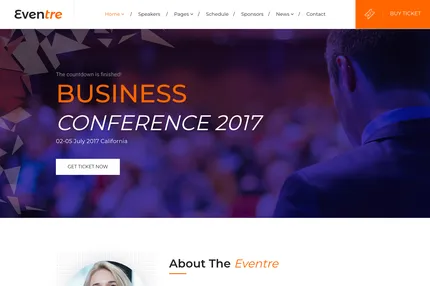 Eventre
Home / Speakers / Pages / Schedule / Sponsors / News / Contact
BUY TICKET
The countdown is finished!
BUSINESS
CONFERENCE 2017
02-05 July 2017 California
GET TICKET NOW
About The Eventre